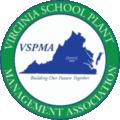 VIRGINIA SCHOOL PLANT
VSPMA
Building Our Future Together
MANAGEMENT ASSOCIATION